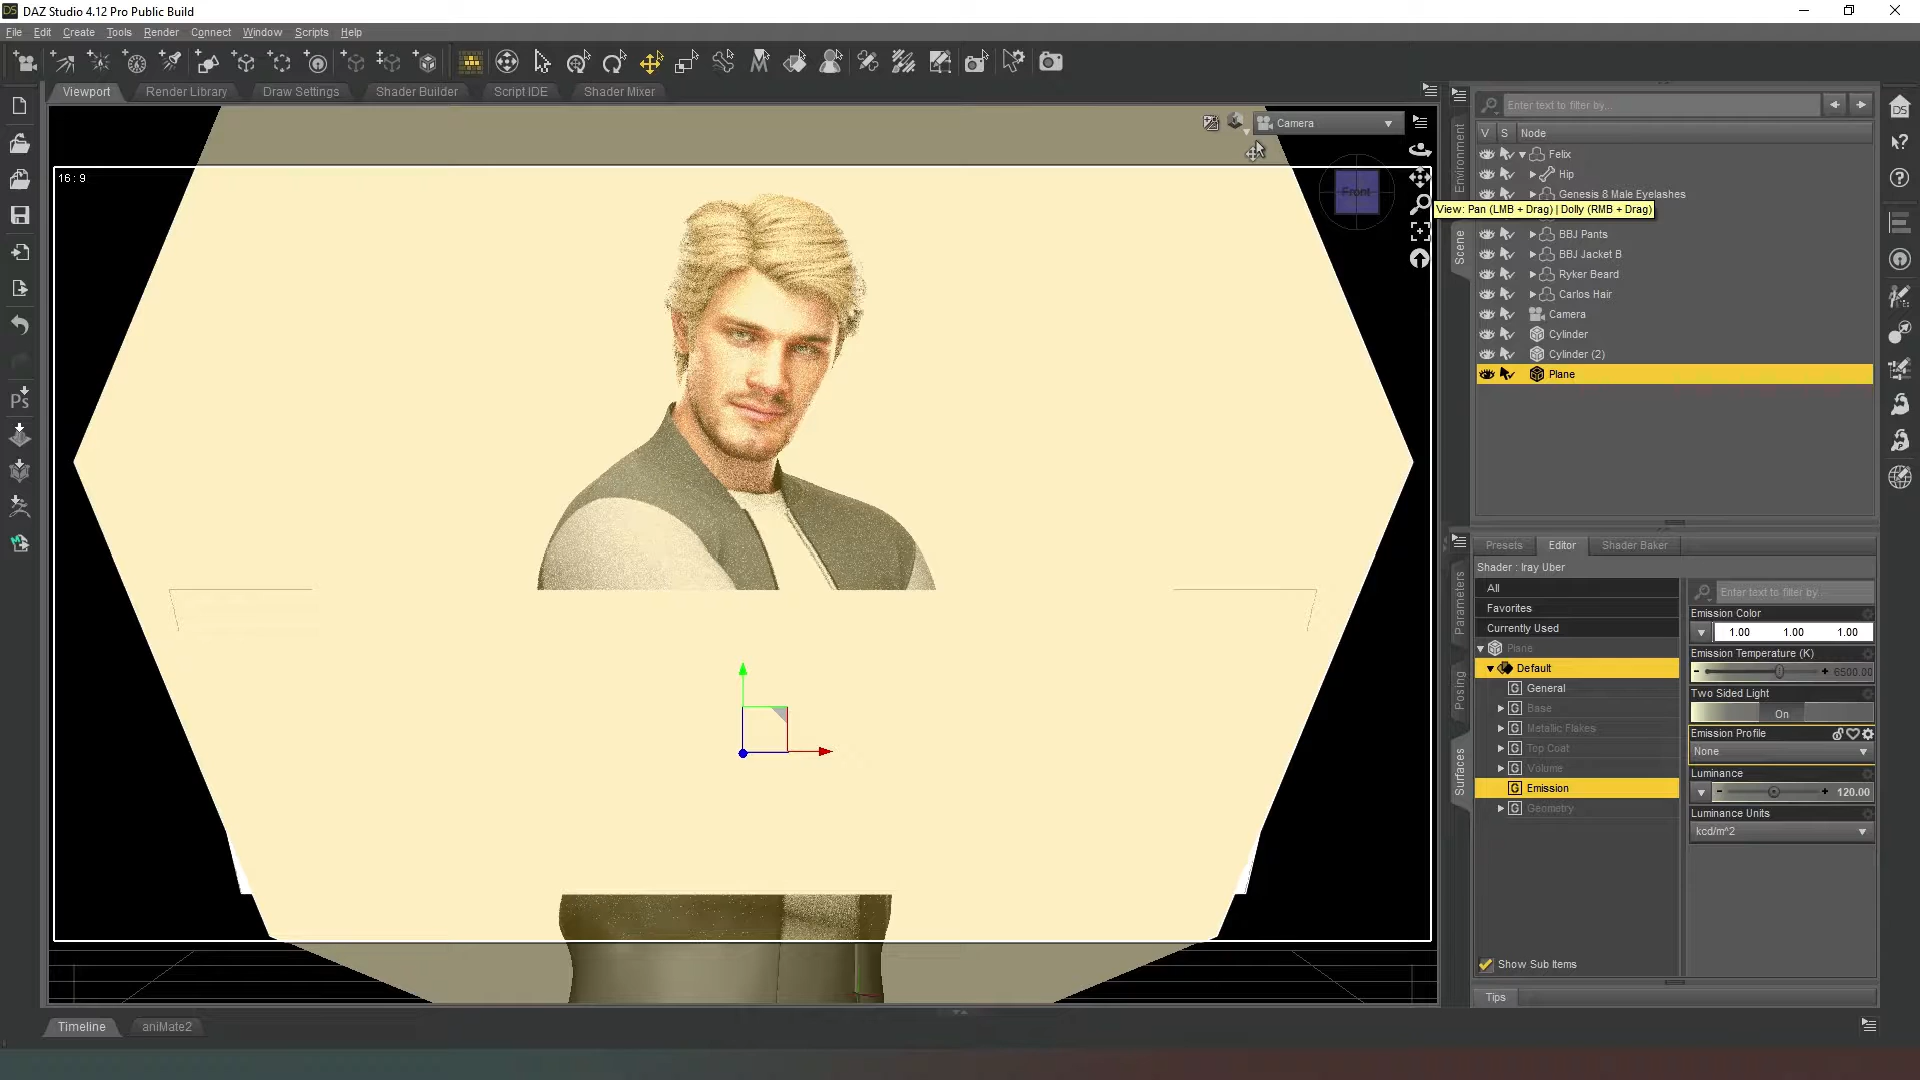 DAZ Studio 4.12 Pro Public Build
File Edit Create Tools Render Connect Window Scripts Help
Viewport Render Library Draw Settings Shader Builder Script IDE Shader Mixer
16 : 9
Camera
Front
View: Pan (LMB + Drag) | Dolly (RMB + Drag)
Environment
Scene
Enter text to filter by...
V S Node
Felix
Hip
Genesis 8 Male Eyelashes
BBJ Pants
BBJ Jacket B
Ryker Beard
Carlos Hair
Camera
Cylinder
Cylinder (2)
Plane
Parameters
Posing
Surfaces
Presets Editor Shader Baker
Shader : Iray Uber
All
Favorites
Currently Used
Plane
Default
General
Base
Metallic Flakes
Top Coat
Volume
Emission
Geometry
Show Sub Items
Enter text to filter by...
Emission Color
1.00 1.00 1.00
Emission Temperature (K)
6500.00
Two Sided Light
On
Emission Profile
None
Luminance
120.00
Luminance Units
kcd/m^2
Tips
Timeline aniMate2